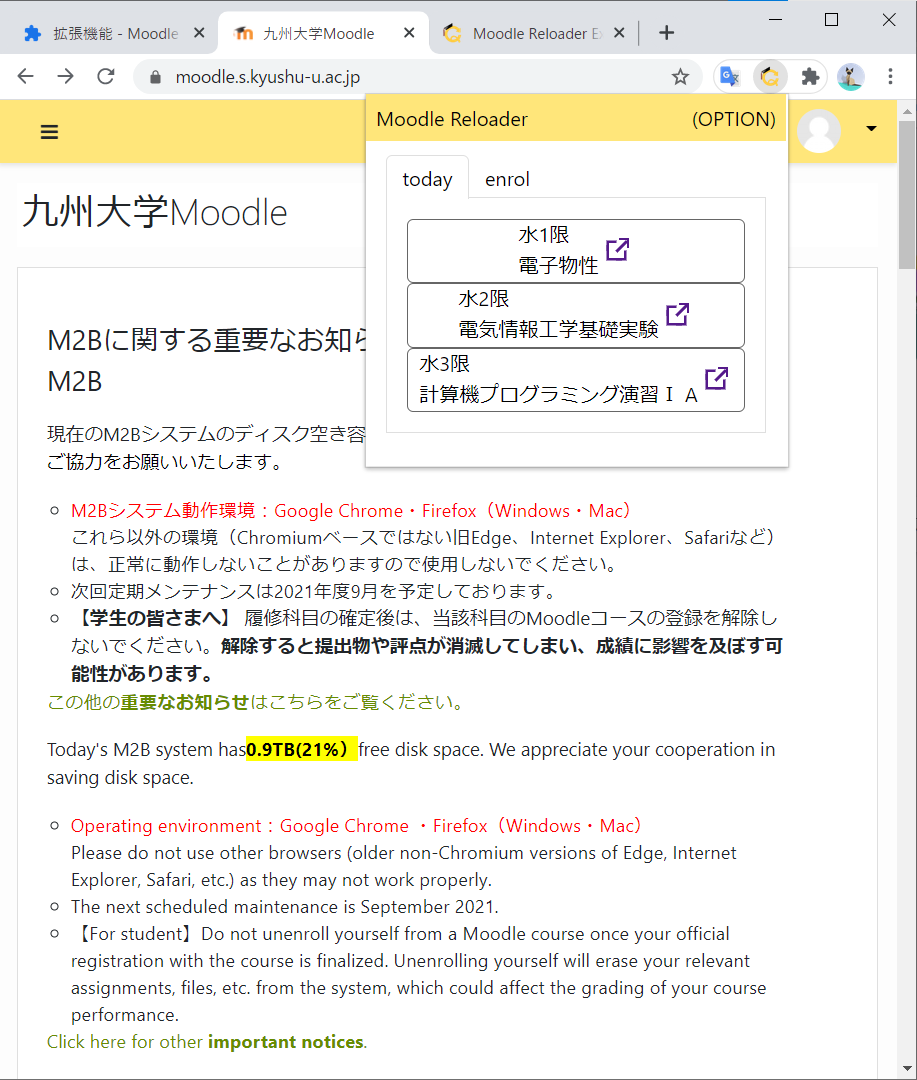 拡張機能 - Moodle
九州大学Moodle
Moodle Reloader E
moodle.s.kyushu-u.ac.jp
Moodle Reloader (OPTION)
today enrol
水1限
電子物性
水2限
電気情報工学基礎実験
水3限
計算機プログラミング演習Ⅰ A
九州大学Moodle
M2Bに関する重要なお知ら
M2B
現在のM2Bシステムのディスク空き容
ご協力をお願いいたします。
M2Bシステム動作環境：Google Chrome・Firefox（Windows・Mac）
これら以外の環境（Chromiumベースではない旧Edge、Internet Explorer、Safariなど）
は、正常に動作しないことがありますので使用しないでください。
次回定期メンテナンスは2021年度9月を予定しております。
【学生の皆さまへ】 履修科目の確定後は、当該科目のMoodleコースの登録を解除し
ないでください。解除すると提出物や評点が消滅してしまい、成績に影響を及ぼす可
能性があります。
この他の重要なお知らせはこちらをご覧ください。
Today's M2B system has0.9TB(21%）free disk space. We appreciate your cooperation in
saving disk space.
Operating environment：Google Chrome ・Firefox（Windows・Mac）
Please do not use other browsers (older non-Chromium versions of Edge, Internet
Explorer, Safari, etc.) as they may not work properly.
The next scheduled maintenance is September 2021.
【For student】Do not unenroll yourself from a Moodle course once your official
registration with the course is finalized. Unenrolling yourself will erase your relevant
assignments, files, etc. from the system, which could affect the grading of your course
performance.
Click here for other important notices.